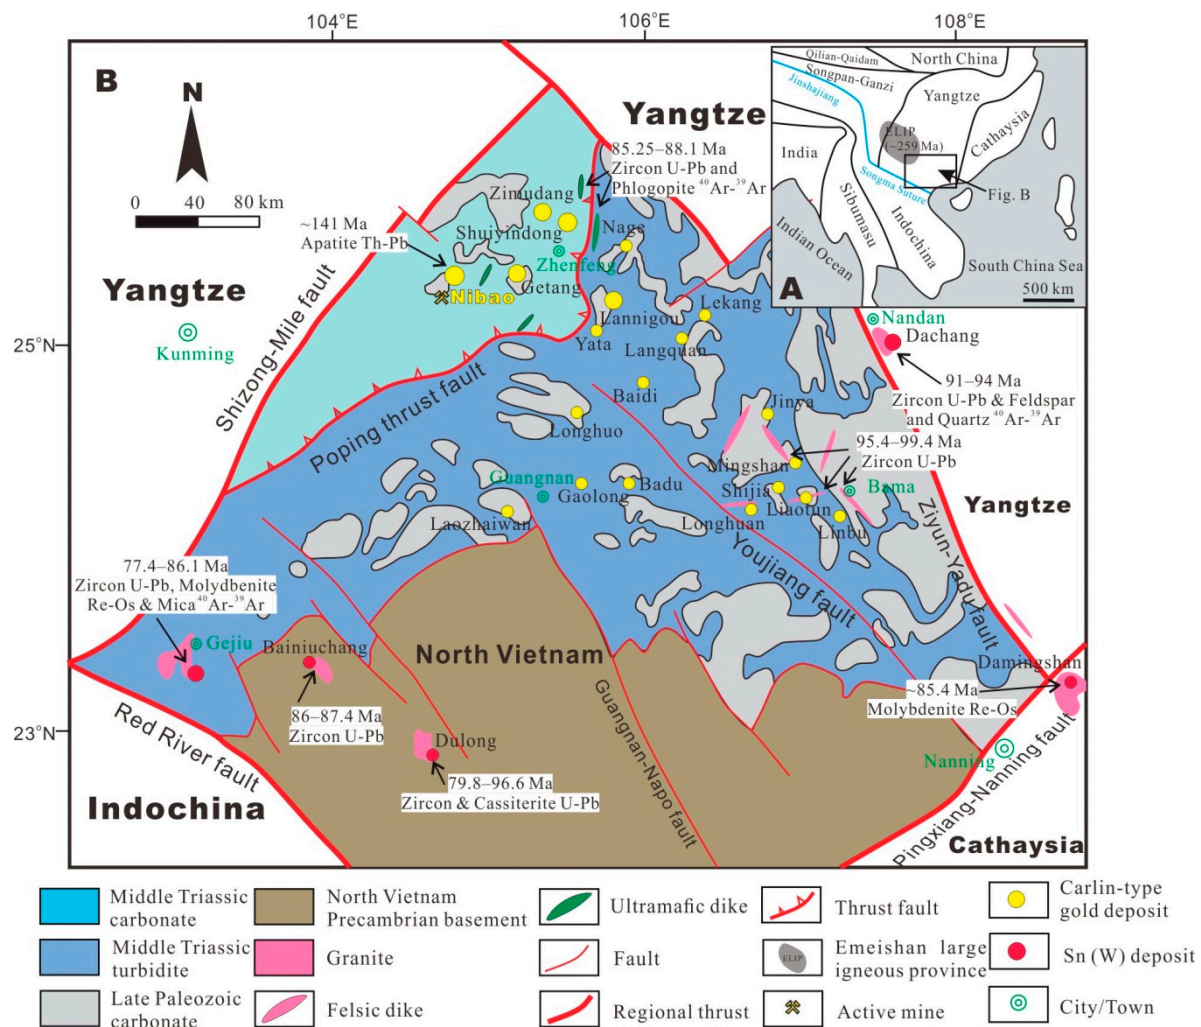 104°E
106°E
108°E
B
N
0 40 80 km
Yangtze
Qilian-Qaidam
North China
Songpan-Ganzi
Jinshajiang
Yangtze
Cathaysia
ELIP
(~259 Ma)
India
Songma Suture
Fig. B
Sibumasu
Indochina
Indian Ocean
South China Sea
A
500 km
85.25–88.1 Ma
Zircon U-Pb and
Phlogopite ⁴⁰Ar-³⁹Ar
Zimudang
~141 Ma
Apatite Th-Pb
Shuiyindong
Nage
Zhenfeng
Getang
Nibao
Yangtze
Kunming
Shizong-Mile fault
25°N
Lannigou
Lekang
Yata
Langquan
Nandan
Dachang
91–94 Ma
Zircon U-Pb & Feldspar
and Quartz ⁴⁰Ar-³⁹Ar
Poping thrust fault
Baidi
Jinya
Longhuo
95.4–99.4 Ma
Zircon U-Pb
Mingshan
Guangnan
Gaolong
Badu
Shijia
Bama
Laozhaiwan
Liaotun
Longhuan
Linbu
Yangtze
Youjiang fault
Ziyun-Yadu fault
77.4–86.1 Ma
Zircon U-Pb, Molydbenite
Re-Os & Mica⁴⁰Ar-³⁹Ar
Gejiu
Bainiuchang
North Vietnam
Damingshan
~85.4 Ma
Molybdenite Re-Os
86–87.4 Ma
Zircon U-Pb
Guangnan-Napo fault
23°N
Red River fault
Dulong
Nanning
79.8–96.6 Ma
Zircon & Cassiterite U-Pb
Pingxiang-Nanning fault
Indochina
Cathaysia
Middle Triassic
carbonate
North Vietnam
Precambrian basement
Ultramafic dike
Thrust fault
Carlin-type
gold deposit
Middle Triassic
turbidite
Granite
Fault
ELIP
Emeishan large
igneous province
Sn (W) deposit
Late Paleozoic
carbonate
Felsic dike
Regional thrust
Active mine
City/Town